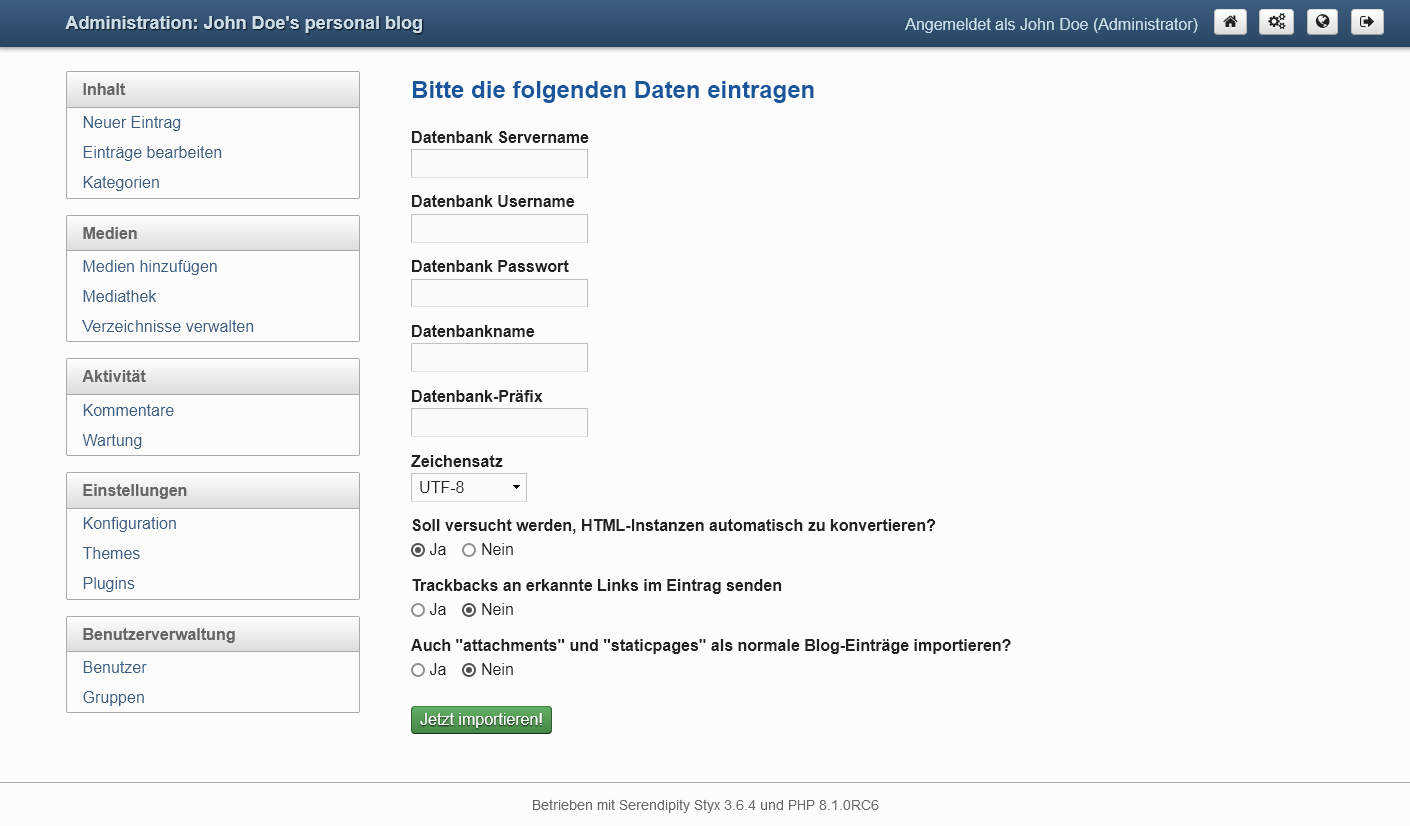 Administration: John Doe's personal blog
Angemeldet als John Doe (Administrator)
Inhalt
Neuer Eintrag
Einträge bearbeiten
Kategorien
Medien
Medien hinzufügen
Mediathek
Verzeichnisse verwalten
Aktivität
Kommentare
Wartung
Einstellungen
Konfiguration
Themes
Plugins
Benutzerverwaltung
Benutzer
Gruppen
Bitte die folgenden Daten eintragen
Datenbank Servername
Datenbank Username
Datenbank Passwort
Datenbankname
Datenbank-Präfix
Zeichensatz
UTF-8
Soll versucht werden, HTML-Instanzen automatisch zu konvertieren?
Ja Nein
Trackbacks an erkannte Links im Eintrag senden
Ja Nein
Auch "attachments" und "staticpages" als normale Blog-Einträge importieren?
Ja Nein
Jetzt importieren!
Betrieben mit Serendipity Styx 3.6.4 und PHP 8.1.0RC6